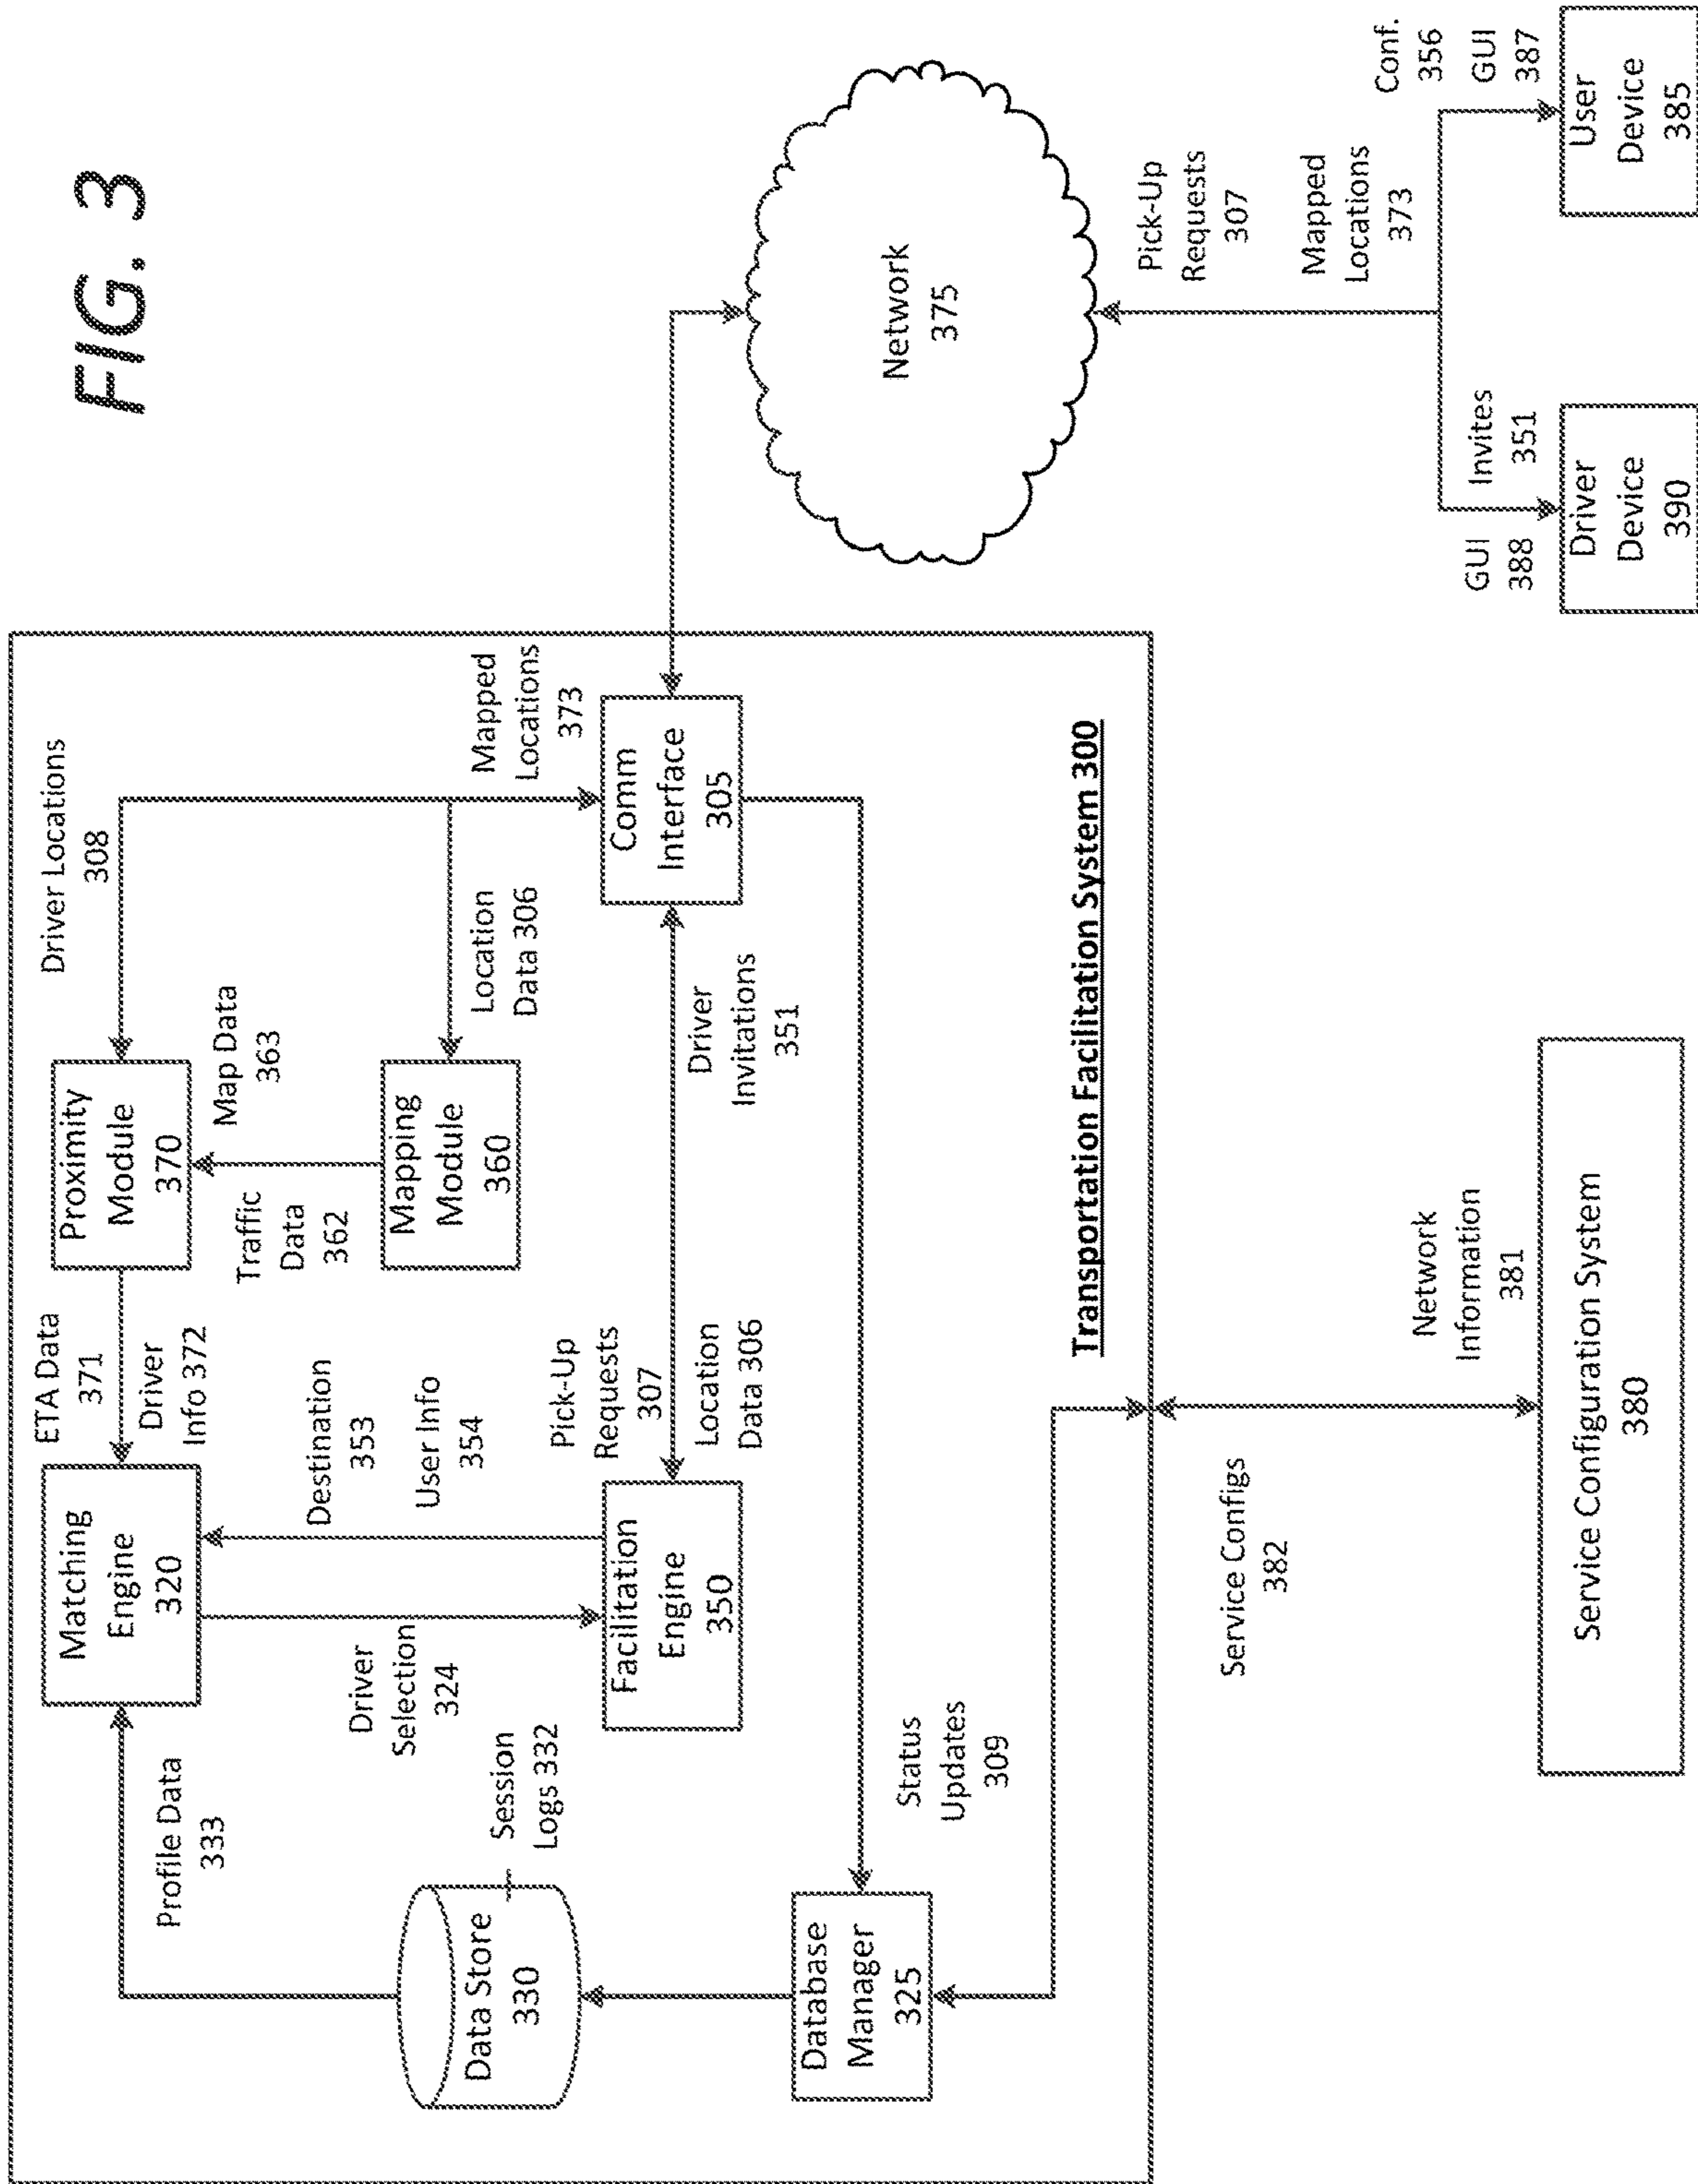 FIG. 3
Profile Data
333
Matching
Engine
320
ETA Data
371
Driver
Info 372
Proximity
Module
370
Driver Locations
308
Map Data
363
Traffic
Data
362
Mapping
Module
360
Location
Data 306
Mapped
Locations
373
Destination
353
User Info
354
Driver
Selection
324
Data Store
330
Session
Logs 332
Facilitation
Engine
350
Pick-Up
Requests
307
Location
Data 306
Driver
Invitations
351
Comm
Interface
305
Database
Manager
325
Status
Updates
309
Transportation Facilitation System 300
Network
375
Pick-Up
Requests
307
Mapped
Locations
373
Service Configs
382
Network
Information
381
Service Configuration System
380
GUI
388
Invites
351
Driver
Device
390
Conf.
356
GUI
387
User
Device
385